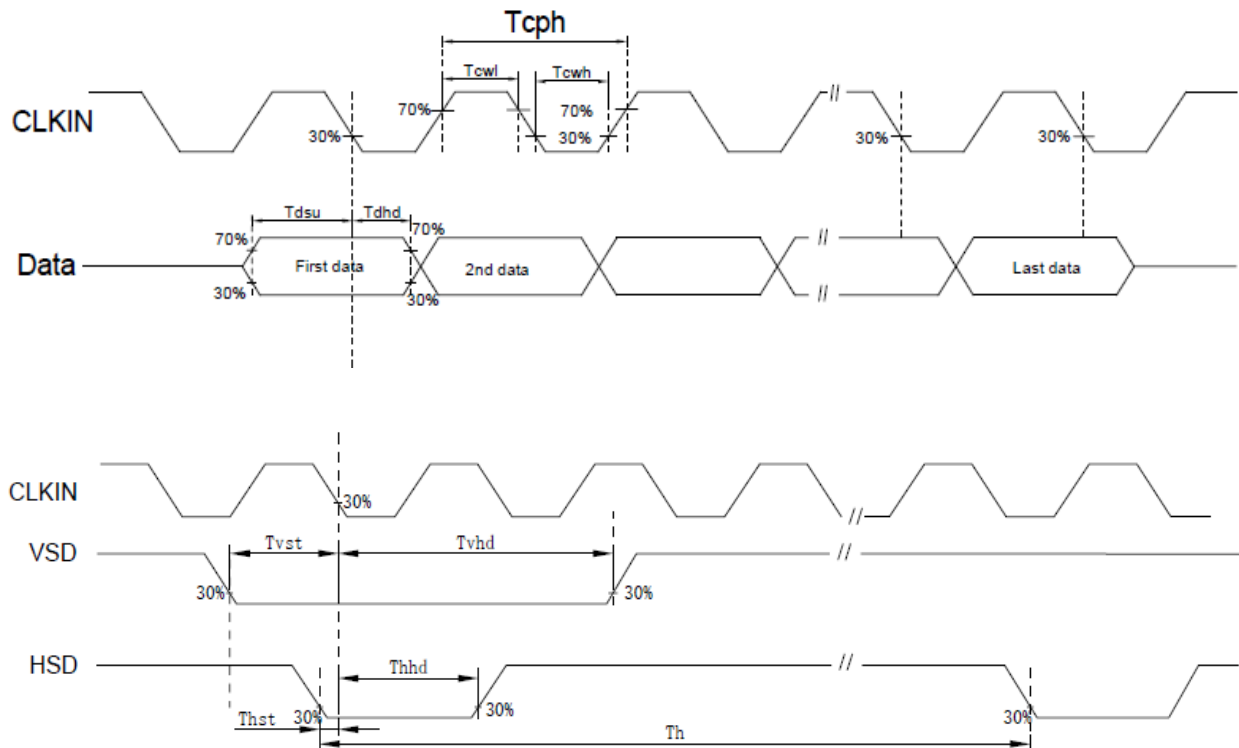 Tcph
Tcwl Tcwh
CLKIN 70% 70%
30% 30% 30% 30%
//
Tdsu Tdhd
70% 70%
Data First data 2nd data // Last data
30% 30% //
CLKIN 30%
//
VSD Tvst Tvhd //
30% 30%
HSD Thhd //
Thst 30% 30% 30%
Th